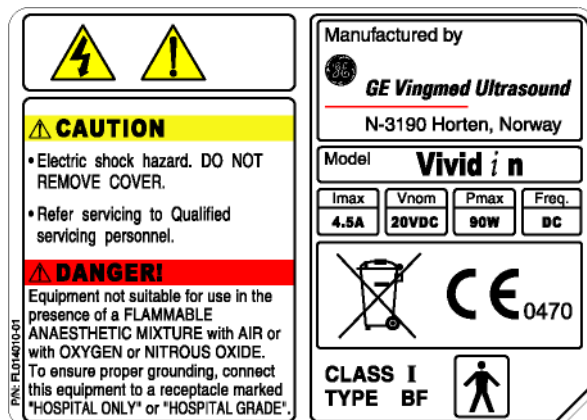 CAUTION
• Electric shock hazard. DO NOT
REMOVE COVER.
• Refer servicing to Qualified
servicing personnel.
DANGER!
Equipment not suitable for use in the
presence of a FLAMMABLE
ANAESTHETIC MIXTURE with AIR or
with OXYGEN or NITROUS OXIDE.
To ensure proper grounding, connect
this equipment to a receptacle marked
"HOSPITAL ONLY" or "HOSPITAL GRADE".
P/N: FL014010-01
Manufactured by
GE
GE Vingmed Ultrasound
N-3190 Horten, Norway
Model Vivid i n
Imax Vnom Pmax Freq.
4.5A 20VDC 90W DC
CE 0470
CLASS I
TYPE BF